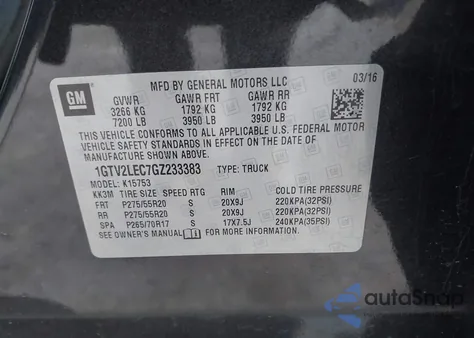 GM
MFD BY GENERAL MOTORS LLC 03/16
GVWR GAWR FRT GAWR RR
3266 KG 1792 KG 1792 KG
7200 LB 3950 LB 3950 LB
THIS VEHICLE CONFORMS TO ALL APPLICABLE U.S. FEDERAL MOTOR
VEHICLE SAFETY STANDARDS IN EFFECT ON THE DATE OF
MANUFACTURE SHOWN ABOVE.
1GTV2LEC7GZ233383 TYPE: TRUCK
MODEL: K15753
KK3M TIRE SIZE SPEED RTG RIM COLD TIRE PRESSURE
FRT P275/55R20 S 20X9J 220KPA(32PSI)
RR P275/55R20 S 20X9J 220KPA(32PSI)
SPA P265/70R17 S 17X7.5J 240KPA(35PSI)
SEE OWNER'S MANUAL FOR MORE INFORMATION.
autoSnap